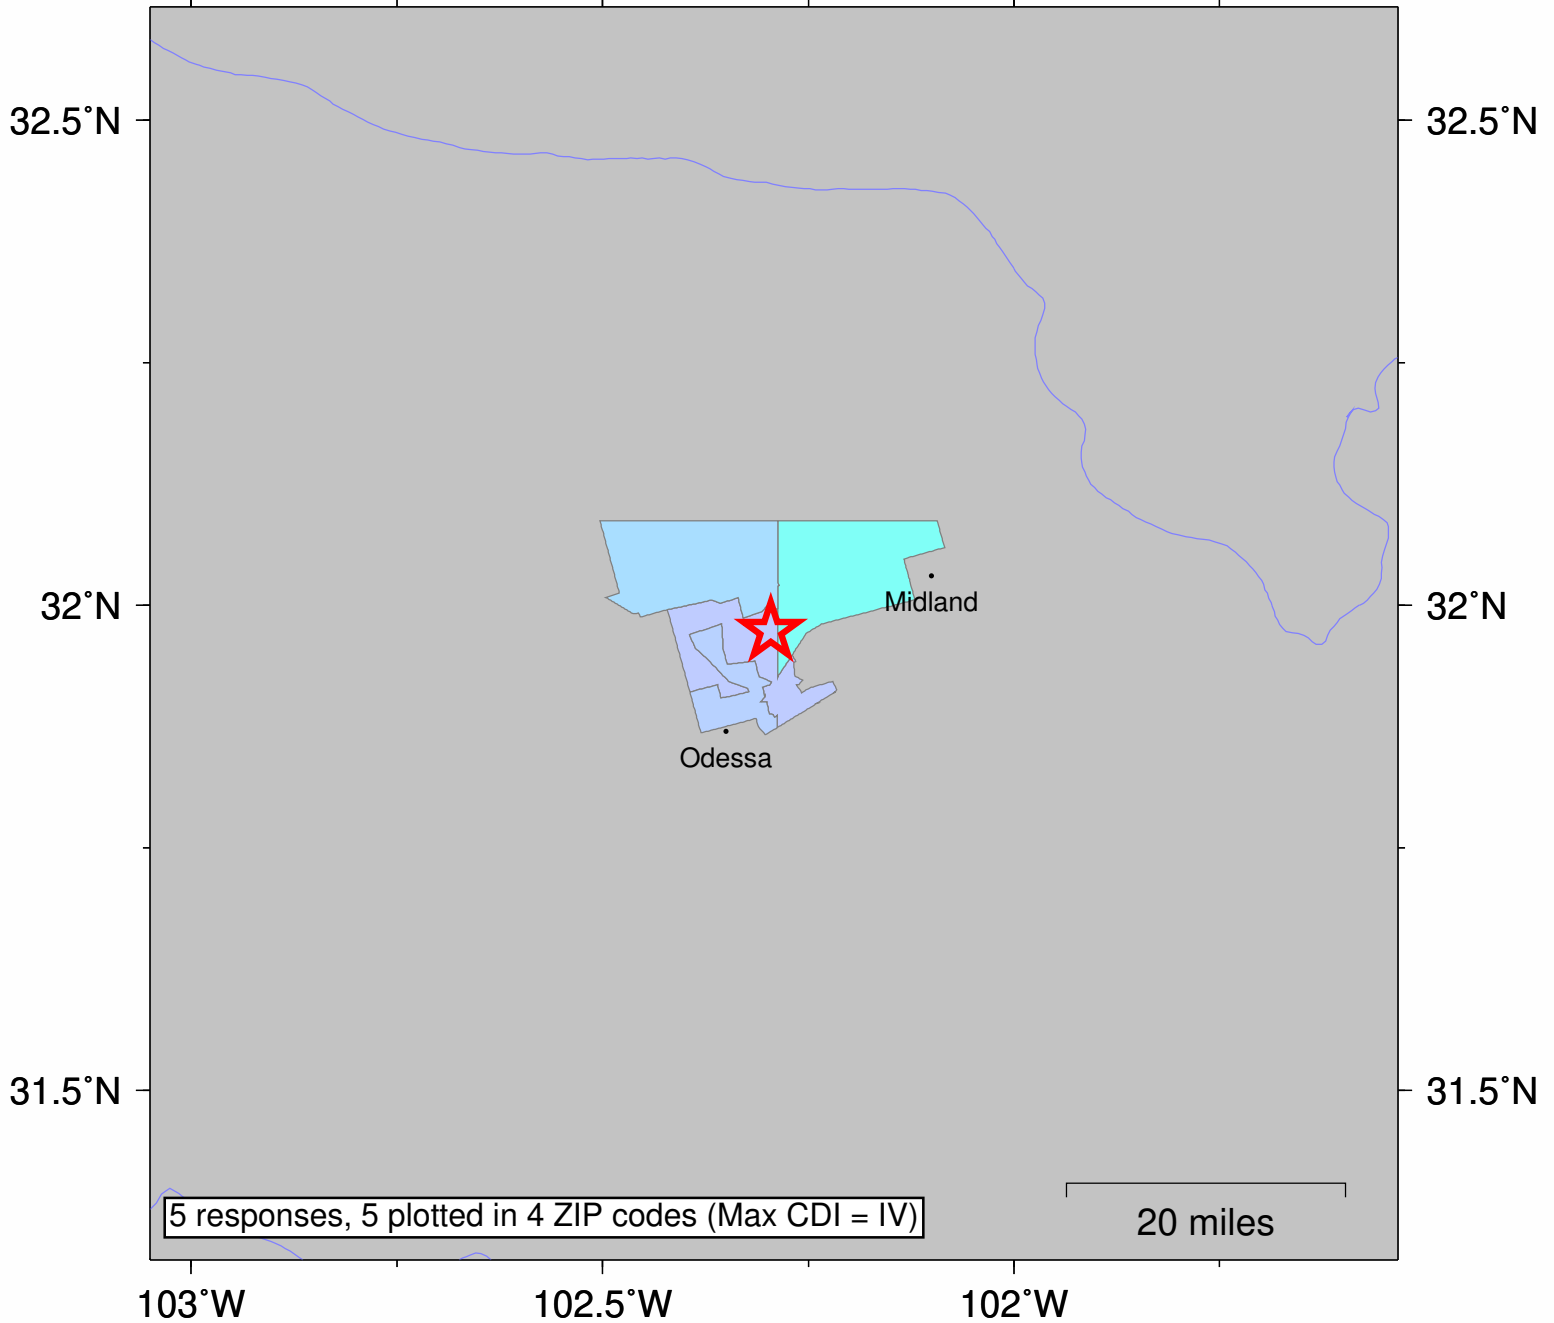 32.5°N
32.5°N
32°N
32°N
Midland
Odessa
31.5°N
31.5°N
5 responses, 5 plotted in 4 ZIP codes (Max CDI = IV)
20 miles
103°W
102.5°W
102°W